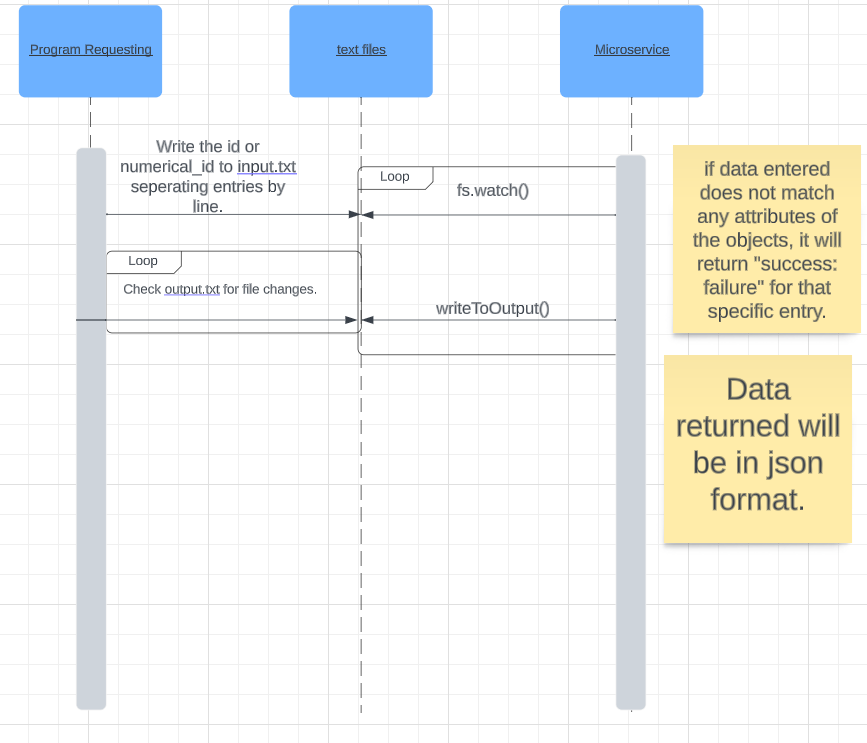 Program Requesting
text files
Microservice
Write the id or
numerical_id to input.txt
seperating entries by
line.
Loop
fs.watch()
Loop
Check output.txt for file changes.
writeToOutput()
if data entered
does not match
any attributes of
the objects, it will
return "success:
failure" for that
specific entry.
Data
returned will
be in json
format.